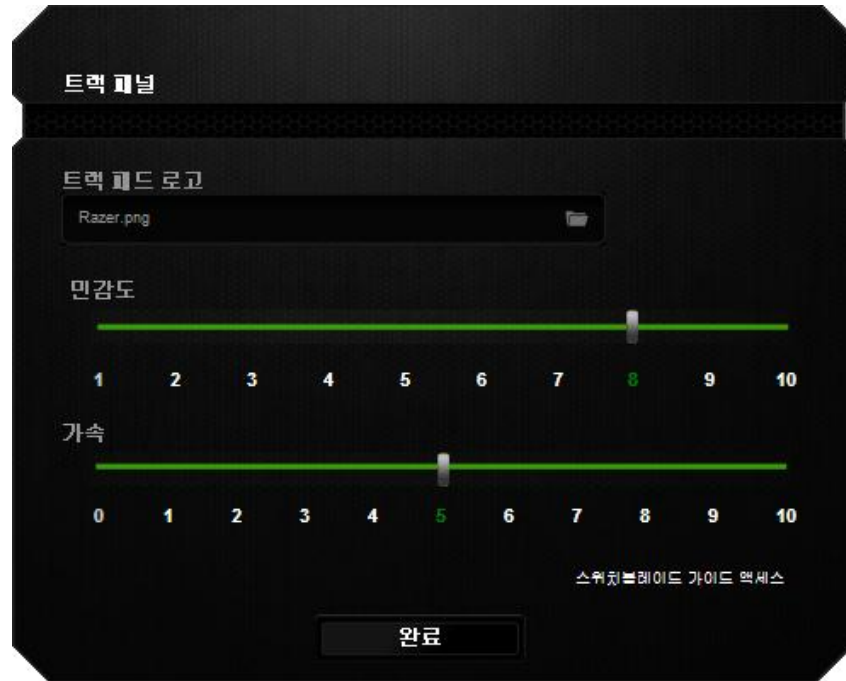 트랙 패널
트랙 패드 로고
Razer.png
민감도
1 2 3 4 5 6 7 8 9 10
가속
0 1 2 3 4 5 6 7 8 9 10
스위치블레이드 가이드 액세스
완료